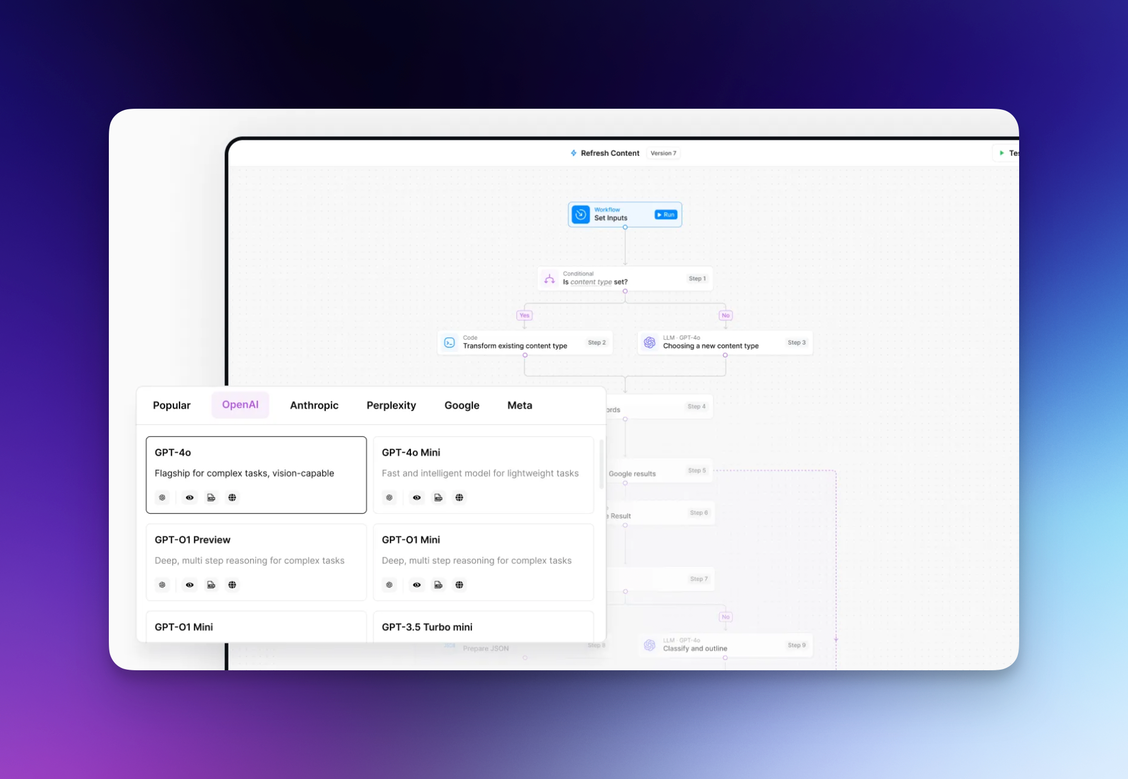 Refresh Content Version 7
Tes
Workflow
Set Inputs
Run
Conditional
Is content type set?
Step 1
Yes
No
Code
Transform existing content type
Step 2
LLM · GPT-4o
Choosing a new content type
Step 3
Step 4
Google results
Step 5
Result
Step 6
Step 7
No
Prepare JSON
LLM · GPT-4o
Classify and outline
Step 9
Popular OpenAI Anthropic Perplexity Google Meta
GPT-4o
Flagship for complex tasks, vision-capable
GPT-4o Mini
Fast and intelligent model for lightweight tasks
GPT-O1 Preview
Deep, multi step reasoning for complex tasks
GPT-O1 Mini
Deep, multi step reasoning for complex tasks
GPT-O1 Mini
GPT-3.5 Turbo mini